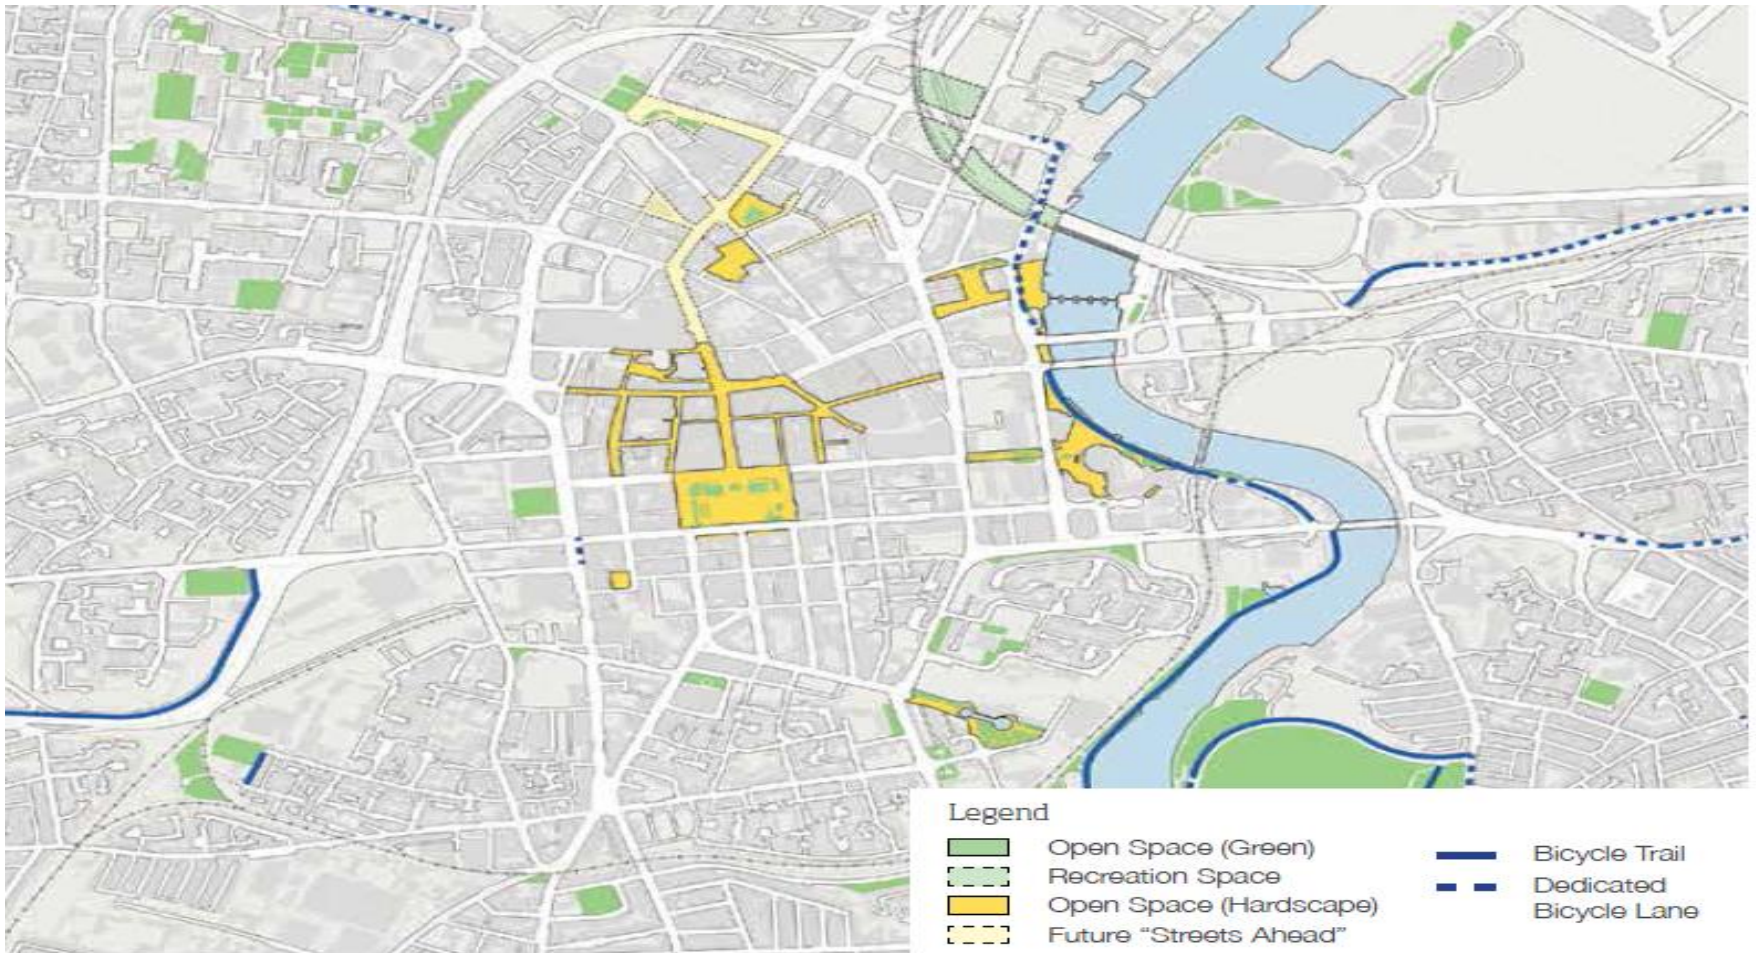 Legend
Open Space (Green)
Recreation Space
Open Space (Hardscape)
Future “Streets Ahead”
Bicycle Trail
Dedicated
Bicycle Lane